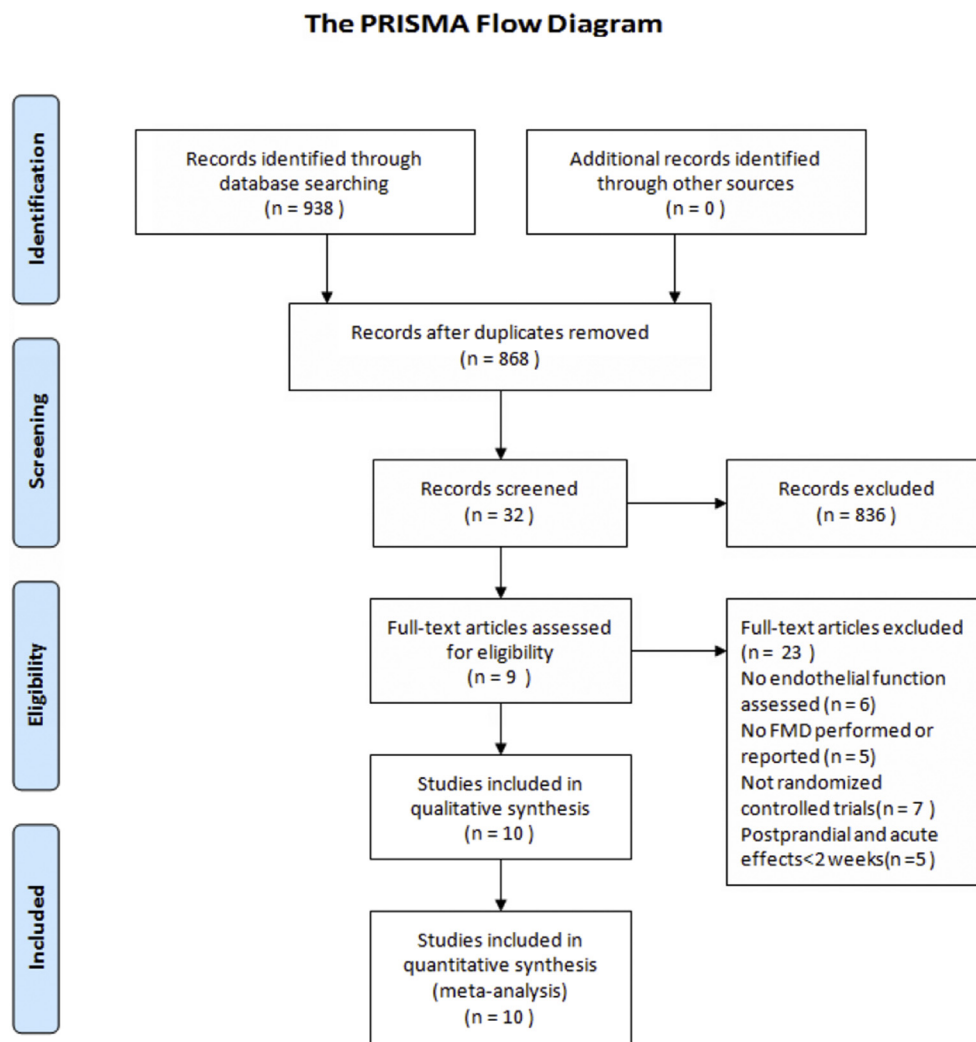 The PRISMA Flow Diagram
Identification
Records identified through
database searching
(n = 938 )
Additional records identified
through other sources
(n = 0 )
Records after duplicates removed
(n = 868 )
Screening
Records screened
(n = 32 )
Records excluded
(n = 836 )
Eligibility
Full-text articles assessed
for eligibility
(n = 9 )
Full-text articles excluded
(n = 23 )
No endothelial function
assessed (n = 6)
No FMD performed or
reported (n = 5)
Not randomized
controlled trials(n = 7 )
Postprandial and acute
effects<2 weeks(n =5 )
Studies included in
qualitative synthesis
(n = 10 )
Included
Studies included in
quantitative synthesis
(meta-analysis)
(n = 10 )